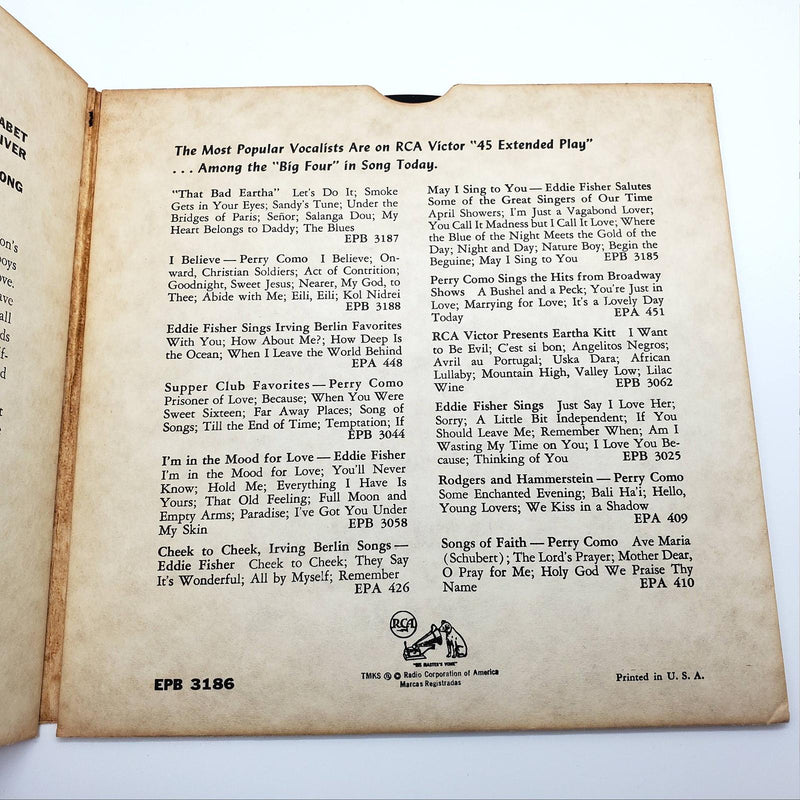 ABET
IVER
ONG
on's
oys
ve.
ave
all
ds
f-
d
t
e
The Most Popular Vocalists Are on RCA Victor "45 Extended Play"
. . . Among the "Big Four" in Song Today.
"That Bad Eartha" Let's Do It; Smoke
Gets in Your Eyes; Sandy's Tune; Under the
Bridges of Paris; Señor; Salanga Dou; My
Heart Belongs to Daddy; The Blues
EPB 3187
I Believe — Perry Como I Believe; On-
ward, Christian Soldiers; Act of Contrition;
Goodnight, Sweet Jesus; Nearer, My God, to
Thee; Abide with Me; Eili, Eili; Kol Nidrei
EPB 3188
Eddie Fisher Sings Irving Berlin Favorites
With You; How About Me?; How Deep Is
the Ocean; When I Leave the World Behind
EPA 448
Supper Club Favorites — Perry Como
Prisoner of Love; Because; When You Were
Sweet Sixteen; Far Away Places; Song of
Songs; Till the End of Time; Temptation; If
EPB 3044
I'm in the Mood for Love — Eddie Fisher
I'm in the Mood for Love; You'll Never
Know; Hold Me; Everything I Have Is
Yours; That Old Feeling; Full Moon and
Empty Arms; Paradise; I've Got You Under
My Skin EPB 3058
Cheek to Cheek, Irving Berlin Songs —
Eddie Fisher Cheek to Cheek; They Say
It's Wonderful; All by Myself; Remember
EPA 426
May I Sing to You — Eddie Fisher Salutes
Some of the Great Singers of Our Time
April Showers; I'm Just a Vagabond Lover;
You Call It Madness but I Call It Love; Where
the Blue of the Night Meets the Gold of the
Day; Night and Day; Nature Boy; Begin the
Beguine; May I Sing to You EPB 3185
Perry Como Sings the Hits from Broadway
Shows A Bushel and a Peck; You're Just in
Love; Marrying for Love; It's a Lovely Day
Today EPA 451
RCA Victor Presents Eartha Kitt I Want
to Be Evil; C'est si bon; Angelitos Negros;
Avril au Portugal; Uska Dara; African
Lullaby; Mountain High, Valley Low; Lilac
Wine EPB 3062
Eddie Fisher Sings Just Say I Love Her;
Sorry; A Little Bit Independent; If You
Should Leave Me; Remember When; Am I
Wasting My Time on You; I Love You Be-
cause; Thinking of You EPB 3025
Rodgers and Hammerstein — Perry Como
Some Enchanted Evening; Bali Ha'i; Hello,
Young Lovers; We Kiss in a Shadow
EPA 409
Songs of Faith — Perry Como Ave Maria
(Schubert); The Lord's Prayer; Mother Dear,
O Pray for Me; Holy God We Praise Thy
Name EPA 410
RCA
"HIS MASTER'S VOICE"
TMKS ® © Radio Corporation of America
Marcas Registradas
EPB 3186
Printed in U. S. A.